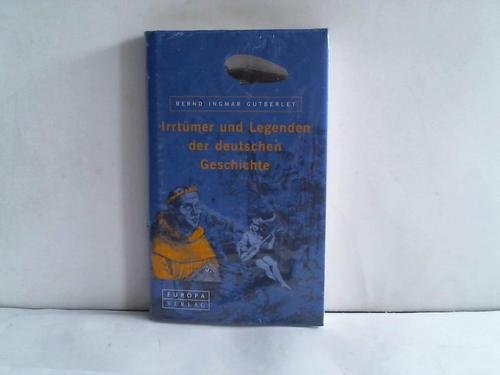 BERND INGMAR GUTBERLET
Irrtümer und Legenden
der deutschen
Geschichte
EUROPA
VERLAG